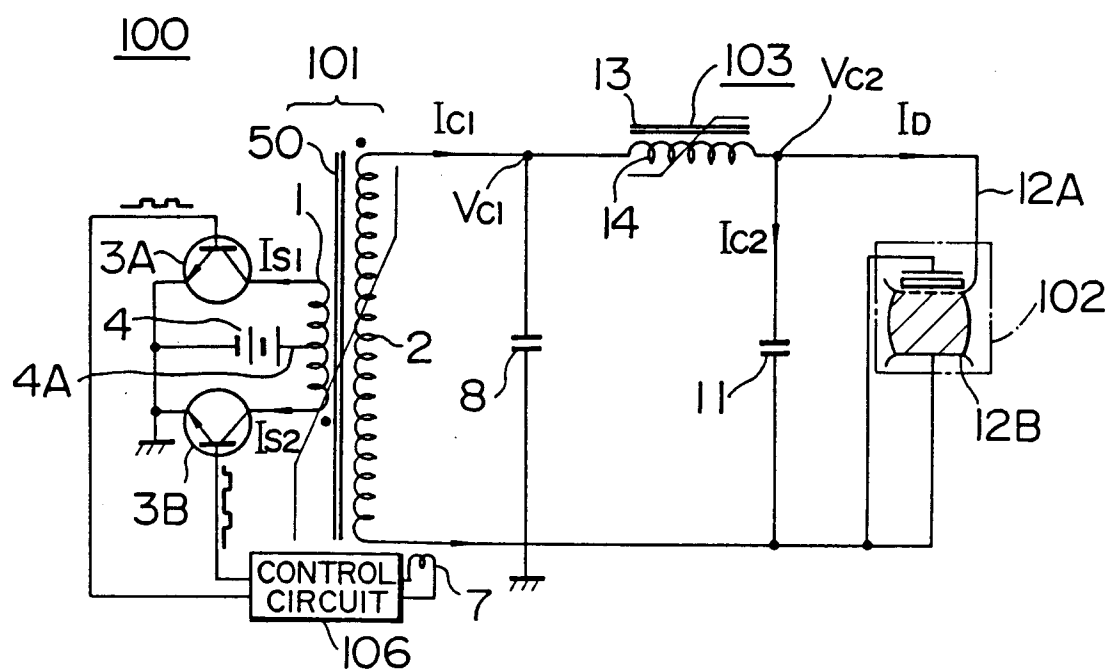 100
101
13
103
VC2
50
IC1
ID
1
VC1
14
12A
3A
IS1
IC2
102
4
2
4A
8
11
IS2
12B
3B
CONTROL
CIRCUIT
7
106